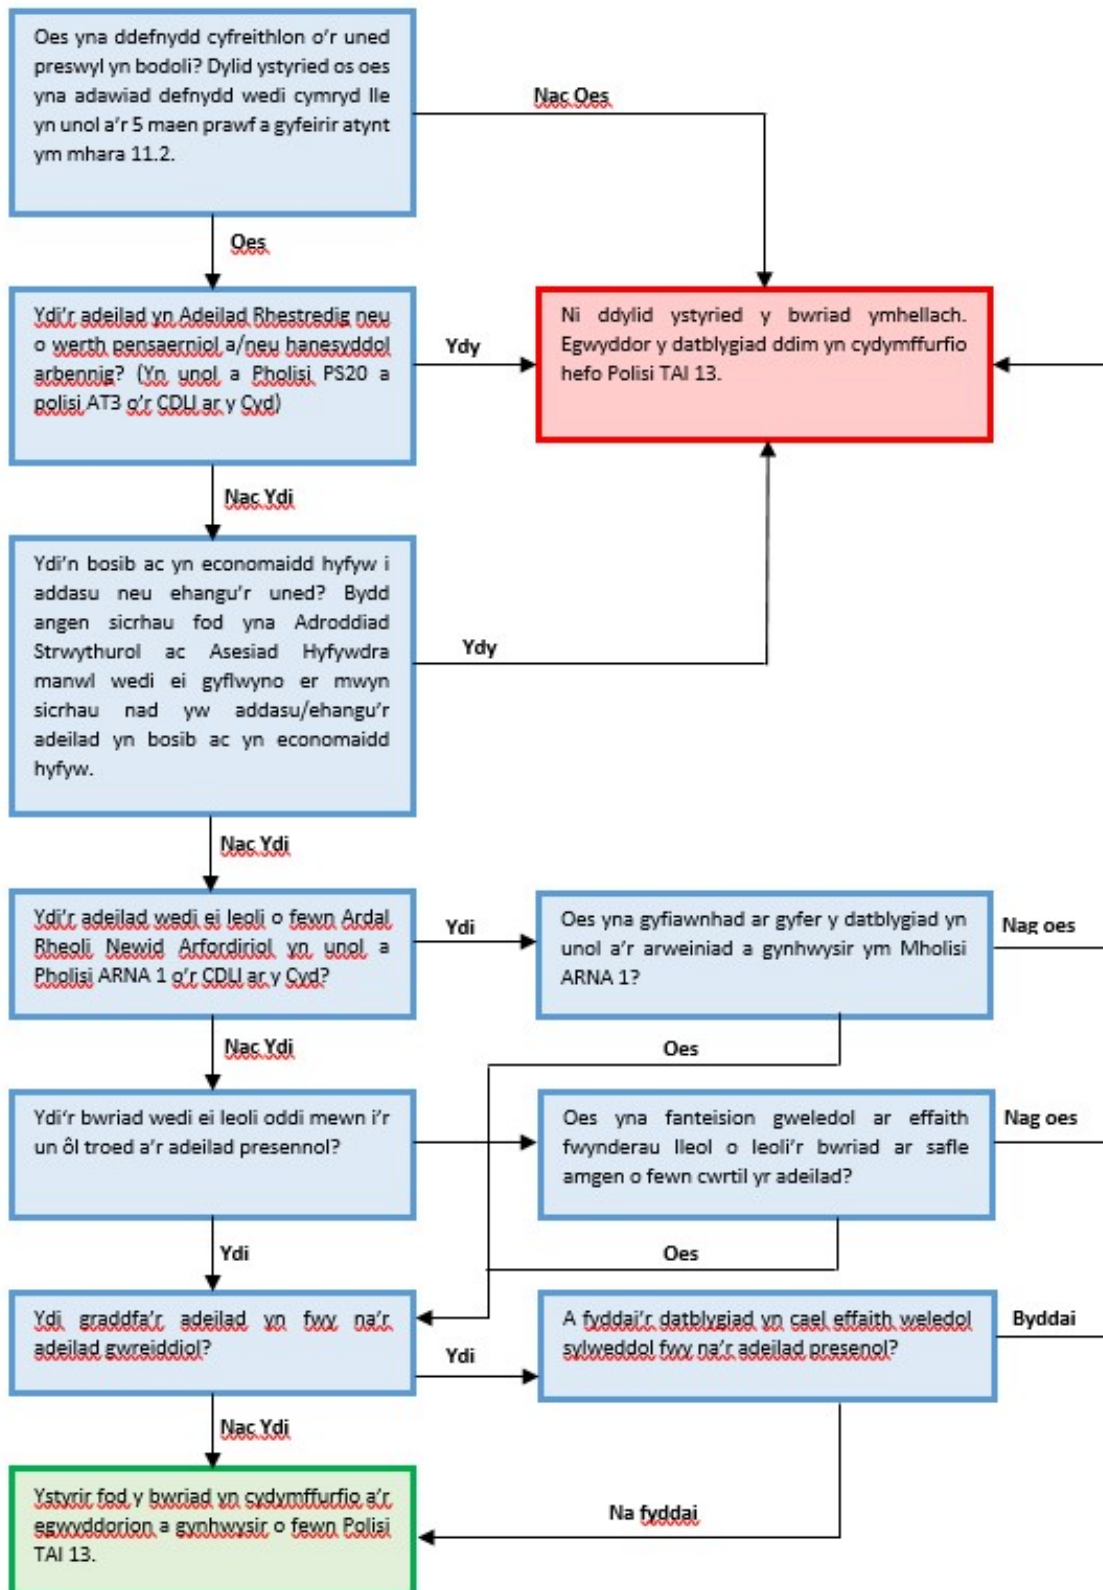 Oes yna ddefnydd cyfreithlon o'r uned
preswyl yn bodoli? Dylid ystyried os oes
yna adawiad defnydd wedi cymryd lle
yn unol a'r 5 maen prawf a gyfeirir atynt
ym mhara 11.2.
Nac Oes
Oes
Ydi'r adeilad yn Adeilad Rhestredig neu
o werth pensaerniol a/neu hanesyddol
arbennig? (Yn unol a Pholisi PS20 a
polisi AT3 o'r CDLl ar y Cyd)
Ydy
Ni ddylid ystyried y bwriad ymhellach.
Egwyddor y datblygiad ddim yn cydymffurfio
hefo Polisi TAI 13.
Nac Ydi
Ydi'n bosib ac yn economaidd hyfyw i
addasu neu ehangu'r uned? Bydd
angen sicrhau fod yna Adroddiad
Strwythurol ac Asesiad Hyfywdra
manwl wedi ei gyflwyno er mwyn
sicrhau nad yw addasu/ehangu'r
adeilad yn bosib ac yn economaidd
hyfyw.
Ydy
Nac Ydi
Ydi'r adeilad wedi ei leoli o fewn Ardal
Rheoli Newid Arfordiriol yn unol a
Pholisi ARNA 1 o'r CDLl ar y Cyd?
Ydi
Oes yna gyfiawnhad ar gyfer y datblygiad yn
unol a'r arweiniad a gynhwysir ym Mholisi
ARNA 1?
Nag oes
Nac Ydi
Oes
Ydi'r bwriad wedi ei leoli oddi mewn i'r
un ôl troed a'r adeilad presennol?
Oes yna fanteision gweledol ar effaith
fwynderau lleol o leoli'r bwriad ar safle
amgen o fewn cwrtil yr adeilad?
Nag oes
Ydi
Oes
Ydi graddfa'r adeilad yn fwy na'r
adeilad gwreiddiol?
Ydi
A fyddai'r datblygiad yn cael effaith weledol
sylweddol fwy na'r adeilad presenol?
Byddai
Nac Ydi
Ystyrir fod y bwriad yn cydymffurfio a'r
egwyddorion a gynhwysir o fewn Polisi
TAI 13.
Na fyddai